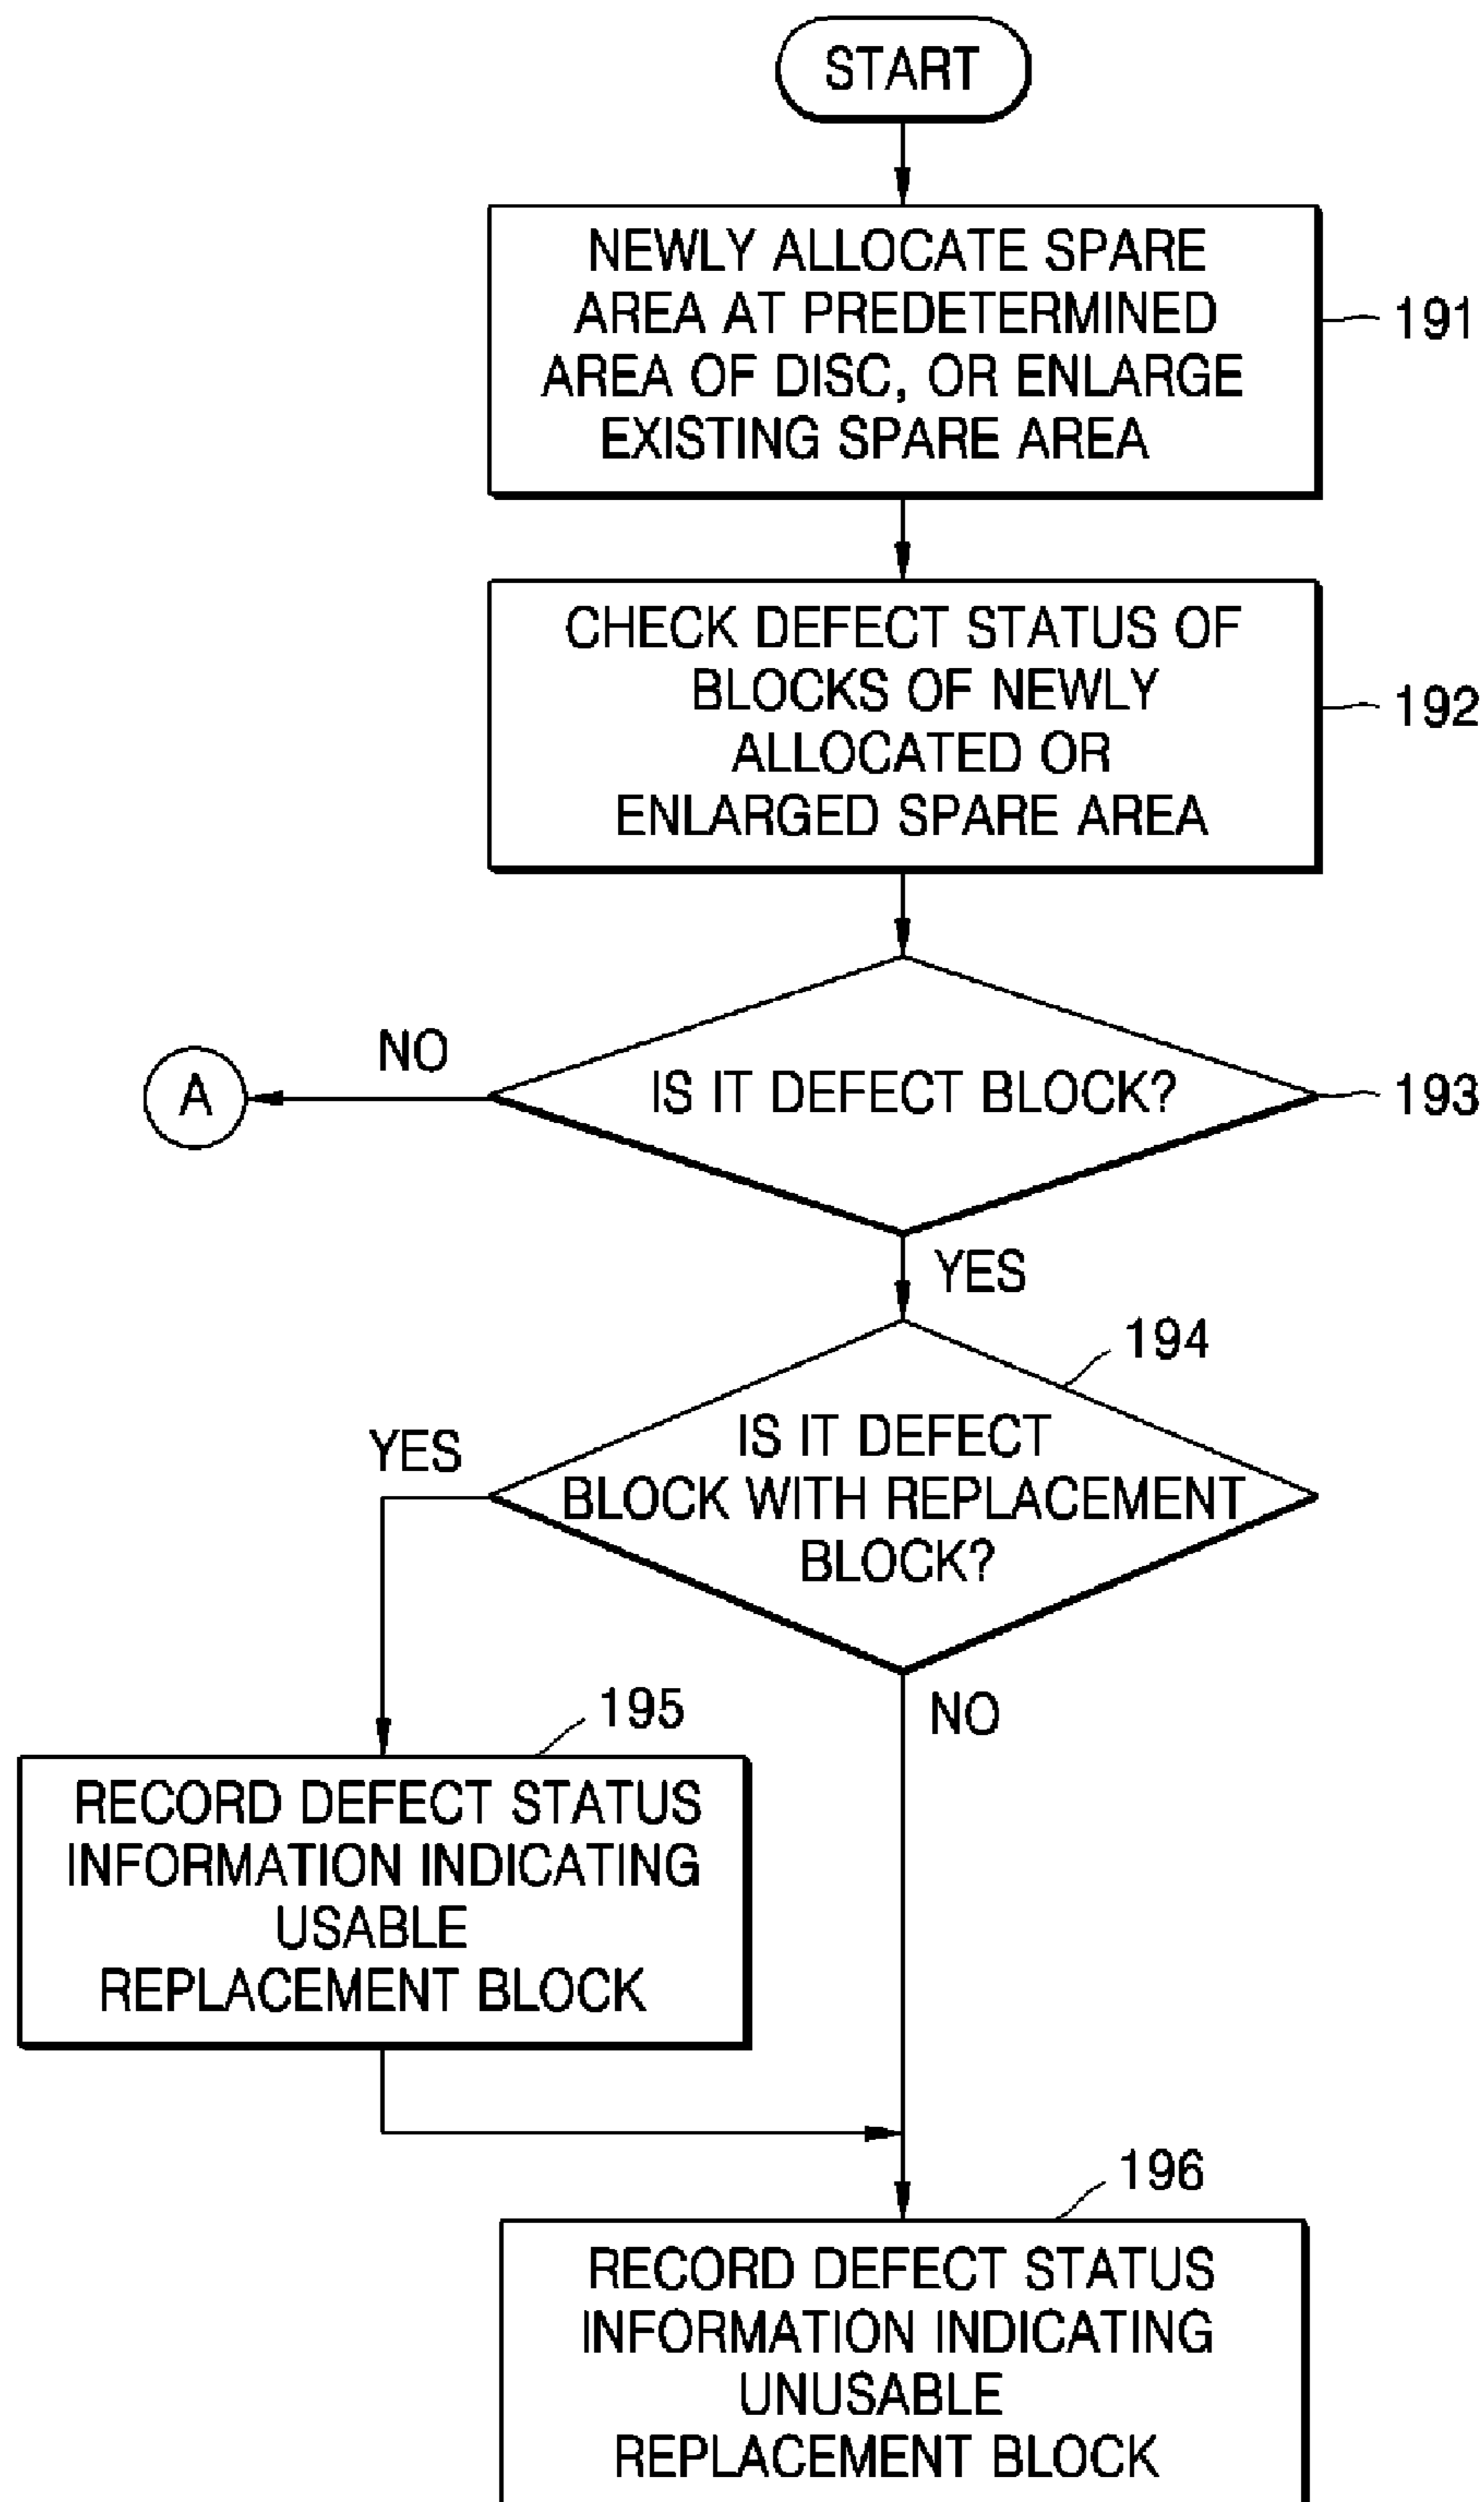 START
NEWLY ALLOCATE SPARE
AREA AT PREDETERMINED
AREA OF DISC, OR ENLARGE
EXISTING SPARE AREA
191
CHECK DEFECT STATUS OF
BLOCKS OF NEWLY
ALLOCATED OR
ENLARGED SPARE AREA
192
NO
A
IS IT DEFECT BLOCK?
193
YES
194
YES
IS IT DEFECT
BLOCK WITH REPLACEMENT
BLOCK?
195
NO
RECORD DEFECT STATUS
INFORMATION INDICATING
USABLE
REPLACEMENT BLOCK
196
RECORD DEFECT STATUS
INFORMATION INDICATING
UNUSABLE
REPLACEMENT BLOCK